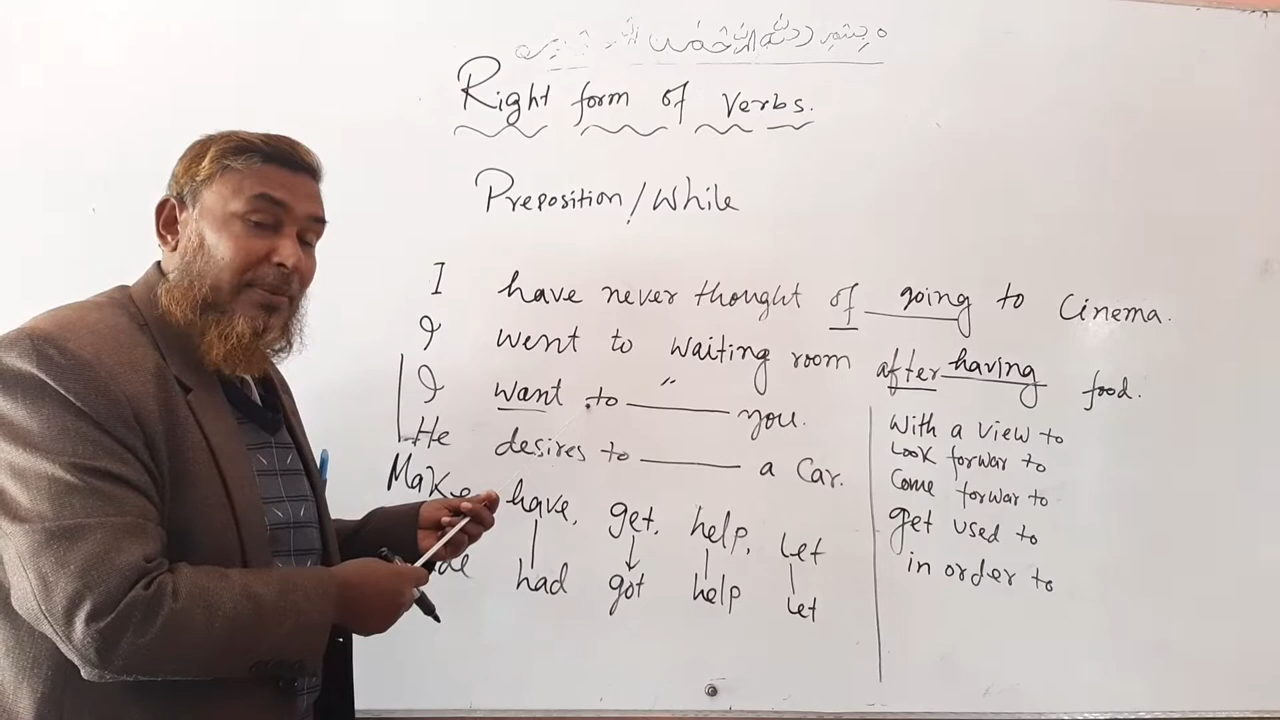 Right form of Verbs.
Preposition/While
I have never thought of going to Cinema.
I went to waiting room after having food.
I want to ______ you.
He desires to ______ a Car.
Make have, get, help, let
had got help let
With a view to
Look forwar to
Come forwar to
get used to
in order to